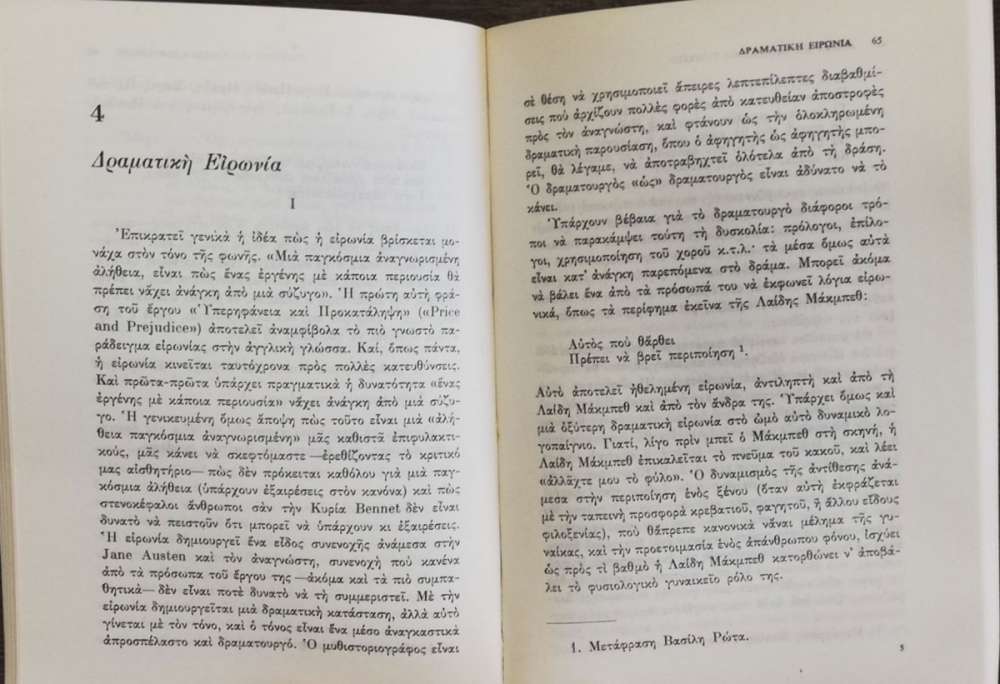 4
Δραματικὴ Εἰρωνία
I
Ἐπικρατεῖ γενικὰ ἡ ἰδέα πὼς ἡ εἰρωνία βρίσκεται μο-
νάχα στὸν τόνο τῆς φωνῆς. «Μιὰ παγκόσμια ἀναγνωρισμένη
ἀλήθεια, εἶναι πὼς ἕνας ἐργένης μὲ κάποια περιουσία θὰ
πρέπει νἄχει ἀνάγκη ἀπὸ μιὰ σύζυγο». Ἡ πρώτη αὐτὴ φρά-
ση τοῦ ἔργου «Ὑπερηφάνεια καὶ Προκατάληψη» («Price
and Prejudice») ἀποτελεῖ ἀναμφίβολα τὸ πιὸ γνωστὸ πα-
ράδειγμα εἰρωνίας στὴν ἀγγλικὴ γλώσσα. Καί, ὅπως πάντα,
ἡ εἰρωνία κινεῖται ταυτόχρονα πρὸς πολλὲς κατευθύνσεις.
Καὶ πρῶτα-πρῶτα ὑπάρχει πραγματικὰ ἡ δυνατότητα «ἕνας
ἐργένης μὲ κάποια περιουσία» νἄχει ἀνάγκη ἀπὸ μιὰ σύζυ-
γο. Ἡ γενικευμένη ὅμως ἄποψη πὼς τοῦτο εἶναι μιὰ «ἀλή-
θεια παγκόσμια ἀναγνωρισμένη» μᾶς καθιστᾶ ἐπιφυλακτι-
κούς, μᾶς κάνει νὰ σκεφτόμαστε —ἐρεθίζοντας τὸ κριτικό
μας αἰσθητήριο— πὼς δὲν πρόκειται καθόλου γιὰ μιὰ παγ-
κόσμια ἀλήθεια (ὑπάρχουν ἐξαιρέσεις στὸν κανόνα) καὶ πὼς
στενοκέφαλοι ἄνθρωποι σὰν τὴν Κυρία Bennet δὲν εἶναι
δυνατὸ νὰ πειστοῦν ὅτι μπορεῖ νὰ ὑπάρχουν κι ἐξαιρέσεις.
Ἡ εἰρωνία δημιουργεῖ ἕνα εἶδος συνενοχῆς ἀνάμεσα στὴν
Jane Austen καὶ τὸν ἀναγνώστη, συνενοχὴ ποὺ κανένα
ἀπὸ τὰ πρόσωπα τοῦ ἔργου της —ἀκόμα καὶ τὰ πιὸ συμπα-
θητικὰ— δὲν εἶναι ποτὲ δυνατὸ νὰ τὴ συμμεριστεῖ. Μὲ τὴν
εἰρωνία δημιουργεῖται μιὰ δραματικὴ κατάσταση, ἀλλὰ αὐτὸ
γίνεται μὲ τὸν τόνο, καὶ ὁ τόνος εἶναι ἕνα μέσο ἀναγκαστικὰ
ἀπροσπέλαστο καὶ δραματουργό. Ὁ μυθιστοριογράφος εἶναι
ΔΡΑΜΑΤΙΚΗ ΕΙΡΩΝΙΑ 65
σὲ θέση νὰ χρησιμοποιεῖ ἄπειρες λεπτεπίλεπτες διαβαθμί-
σεις ποὺ ἀρχίζουν πολλὲς φορὲς ἀπὸ κατευθείαν ἀποστροφὲς
πρὸς τὸν ἀναγνώστη, καὶ φτάνουν ὡς τὴν ὁλοκληρωμένη
δραματικὴ παρουσίαση, ὅπου ὁ ἀφηγητὴς ὡς ἀφηγητὴς μπο-
ρεῖ, θὰ λέγαμε, νὰ ἀποτραβηχτεῖ ὁλότελα ἀπὸ τὴ δράση.
Ὁ δραματουργὸς «ὡς» δραματουργὸς εἶναι ἀδύνατο νὰ τὸ
κάνει.
Ὑπάρχουν βέβαια γιὰ τὸ δραματουργὸ διάφοροι τρό-
ποι νὰ παρακάμψει τούτη τὴ δυσκολία: πρόλογοι, ἐπίλο-
γοι, χρησιμοποίηση τοῦ χοροῦ κ.τ.λ.· τὰ μέσα ὅμως αὐτὰ
εἶναι κατ' ἀνάγκη παρεπόμενα στὸ δράμα. Μπορεῖ ἀκόμα
νὰ βάλει ἕνα ἀπὸ τὰ πρόσωπά του νὰ ἐκφωνεῖ λόγια εἰρω-
νικά, ὅπως τὰ περίφημα ἐκεῖνα τῆς Λαίδης Μάκμπεθ:
Αὐτὸς ποὺ θἄρθει
Πρέπει νὰ βρεῖ περιποίηση ¹.
Αὐτὸ ἀποτελεῖ ἠθελημένη εἰρωνία, ἀντιληπτὴ καὶ ἀπὸ τὴ
Λαίδη Μάκμπεθ καὶ ἀπὸ τὸν ἄνδρα της. Ὑπάρχει ὅμως καὶ
μιὰ ὀξύτερη δραματικὴ εἰρωνία στὸ ὠμὸ αὐτὸ δυναμικὸ λο-
γοπαίγνιο. Γιατί, λίγο πρὶν μπεῖ ὁ Μάκμπεθ στὴ σκηνή, ἡ
Λαίδη Μάκμπεθ ἐπικαλεῖται τὸ πνεῦμα τοῦ κακοῦ, καὶ λέει
«ἀλλάχτε μου τὸ φύλο». Ὁ δυναμισμὸς τῆς ἀντίθεσης ἀνά-
μεσα στὴν περιποίηση ἑνὸς ξένου (ὅταν αὐτὴ ἐκφράζεται
μὲ τὴν ταπεινὴ προσφορὰ κρεβατιοῦ, φαγητοῦ, ἢ ἄλλου εἴδους
φιλοξενίας), ποὺ θἄπρεπε κανονικὰ νἆναι μέλημα τῆς γυ-
ναίκας, καὶ τὴν προετοιμασία ἑνὸς ἀπάνθρωπου φόνου, ἰσχύει
ὡς πρὸς τὶ βαθμὸ ἡ Λαίδη Μάκμπεθ κατορθώνει ν' ἀποβά-
λει τὸ φυσιολογικὸ γυναικεῖο ρόλο της.
1. Μετάφραση Βασίλη Ρώτα.
5